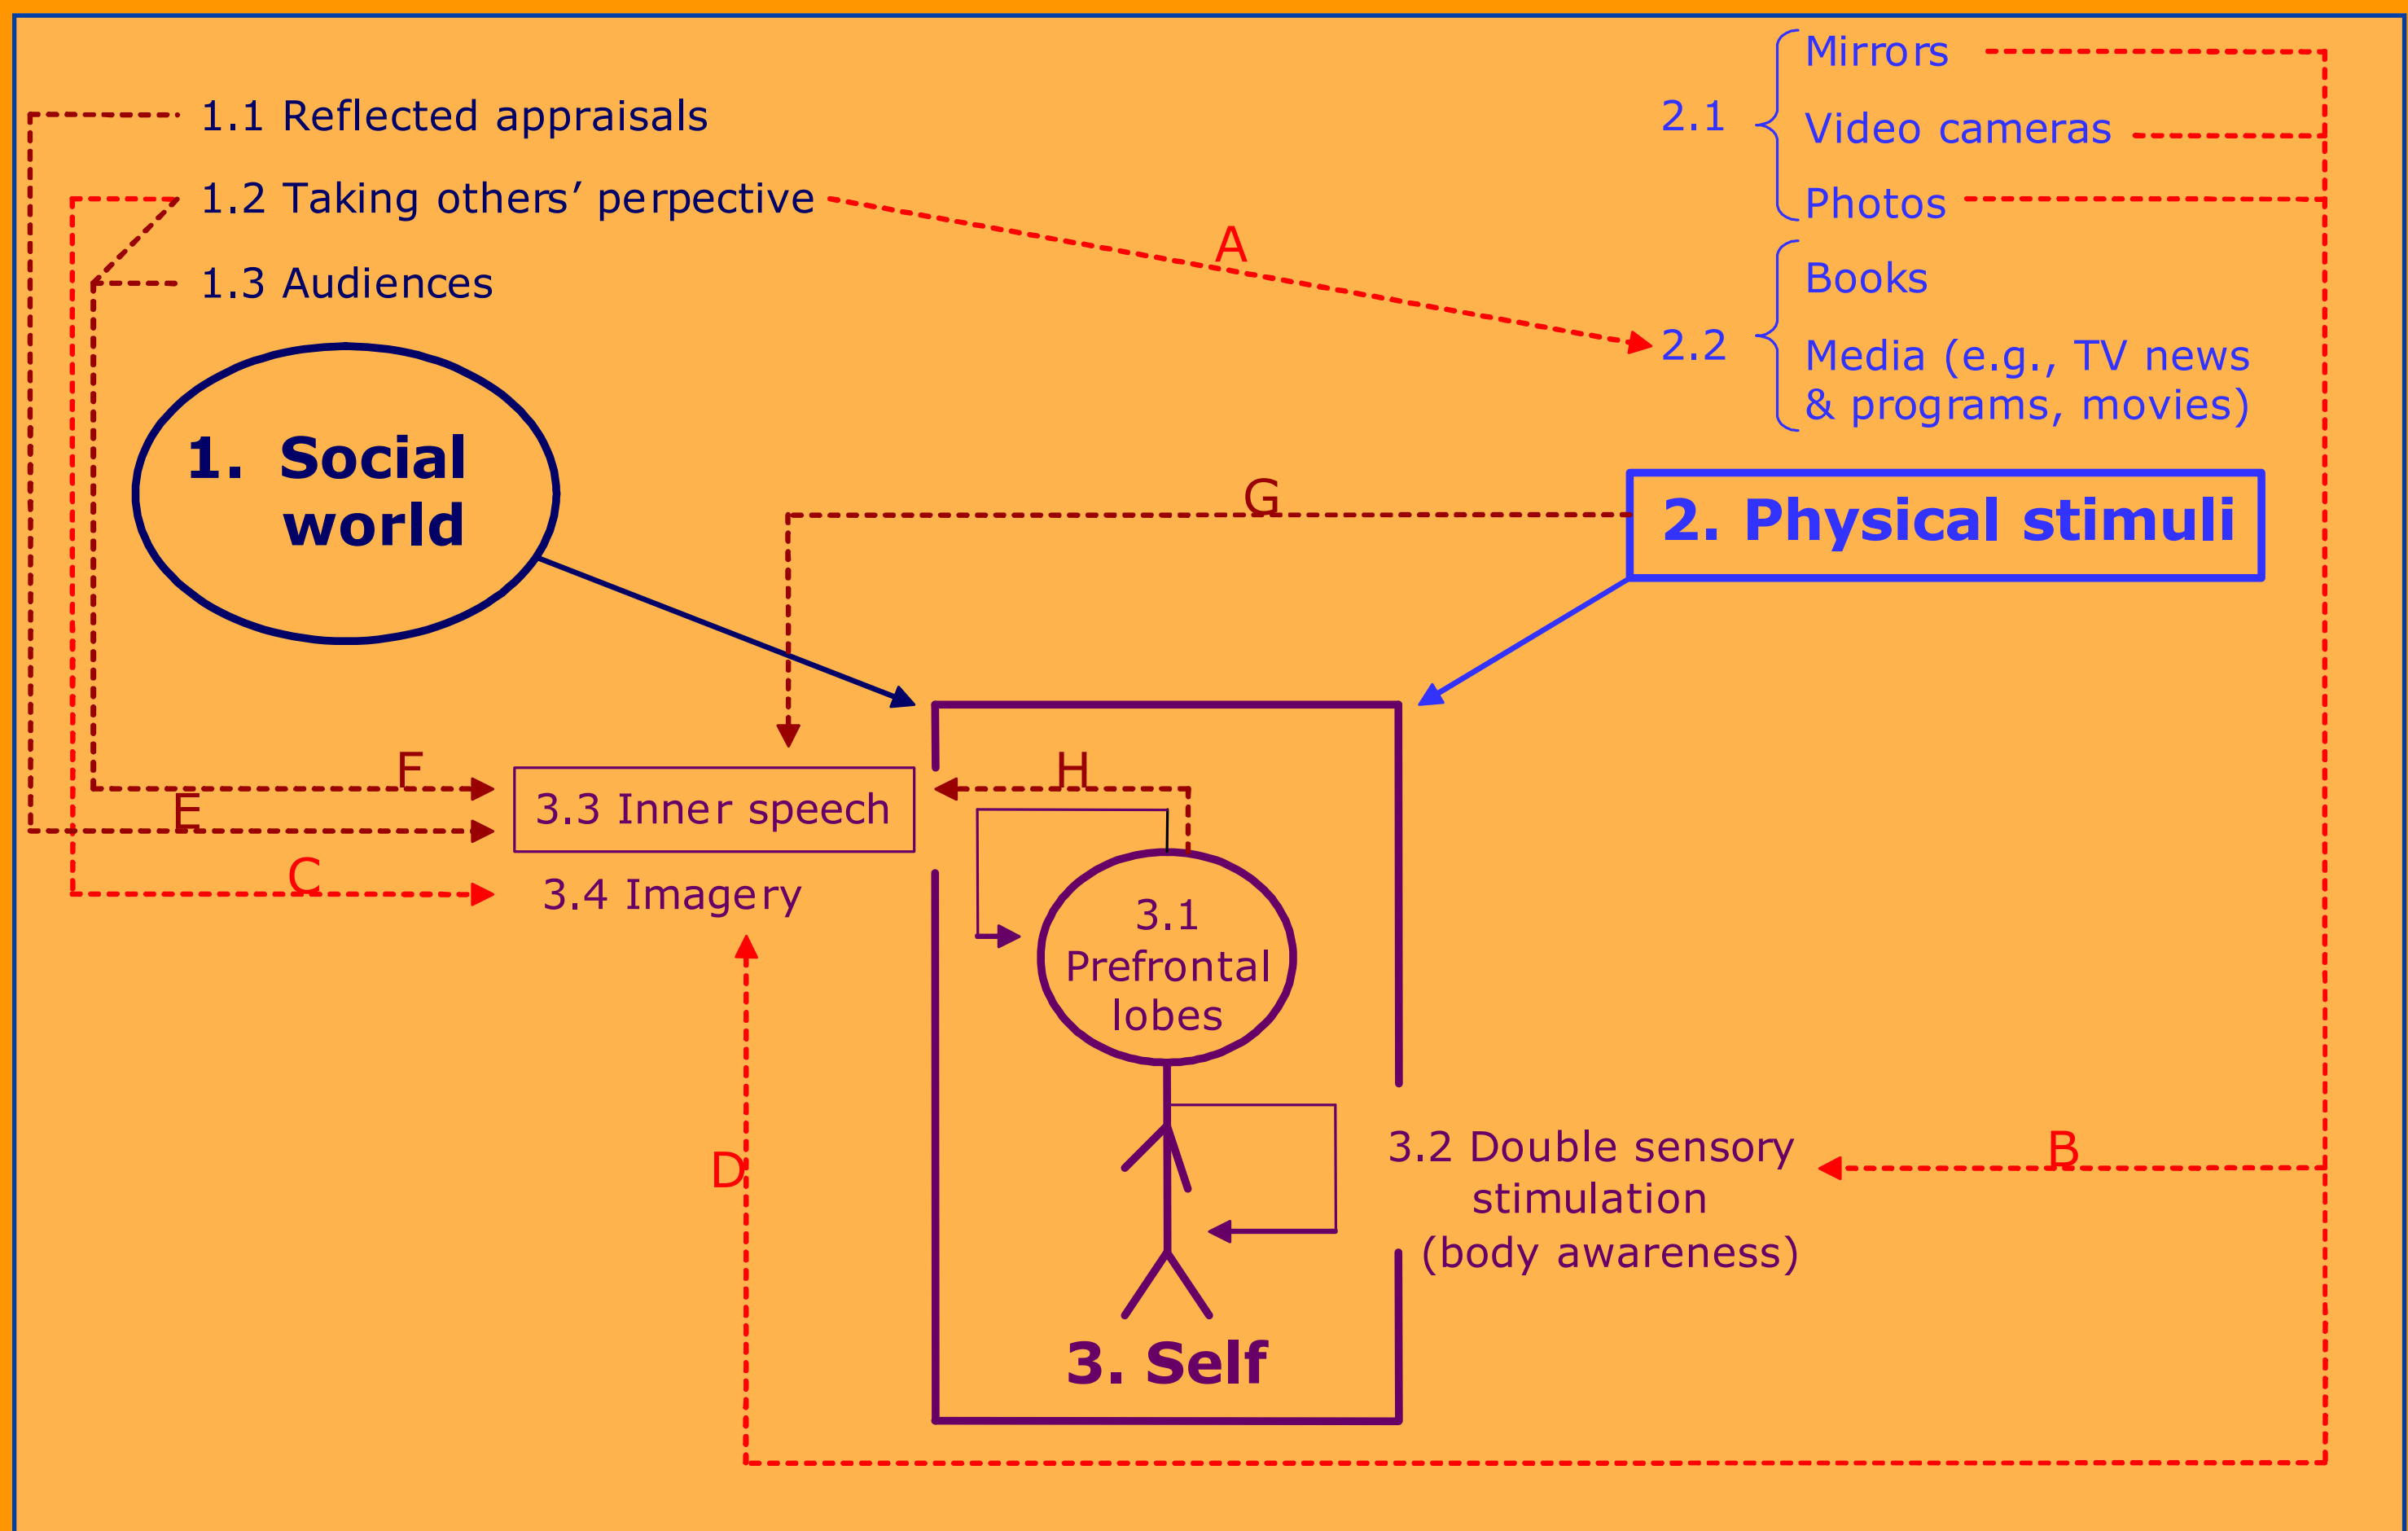 1.1 Reflected appraisals
1.2 Taking others’ perpective
1.3 Audiences
1. Social
world
2.1
Mirrors
Video cameras
Photos
2.2
Books
Media (e.g., TV news
& programs, movies)
A
G
2. Physical stimuli
F
E
C
H
3.3 Inner speech
3.4 Imagery
3.1
Prefrontal
lobes
D
B
3.2 Double sensory
stimulation
(body awareness)
3. Self